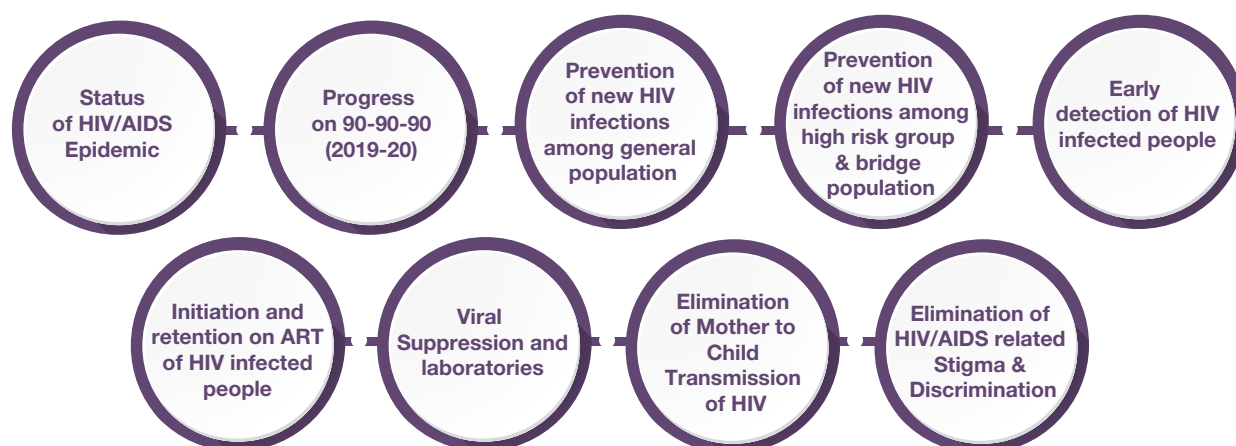 Status
of HIV/AIDS
Epidemic
Progress
on 90-90-90
(2019-20)
Prevention
of new HIV
infections
among general
population
Prevention
of new HIV
infections among
high risk group
& bridge
population
Early
detection of HIV
infected people
Initiation and
retention on ART
of HIV infected
people
Viral
Suppression and
laboratories
Elimination
of Mother to
Child
Transmission
of HIV
Elimination of
HIV/AIDS related
Stigma &
Discrimination